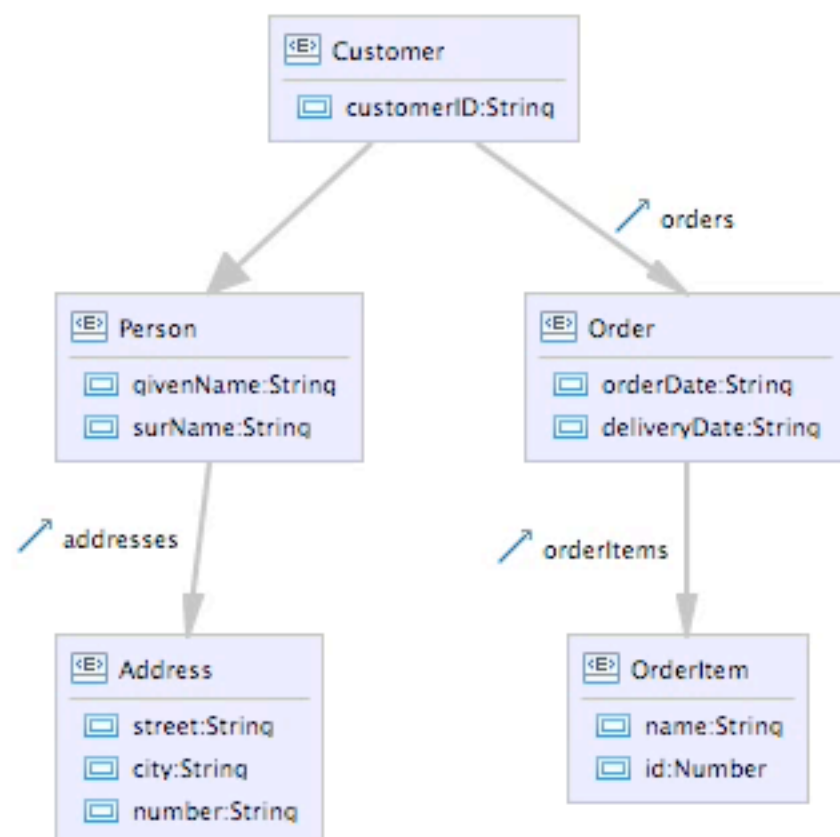 <E> Customer
customerID:String
orders
<E> Person
givenName:String
surName:String
<E> Order
orderDate:String
deliveryDate:String
addresses
orderItems
<E> Address
street:String
city:String
number:String
<E> OrderItem
name:String
id:Number